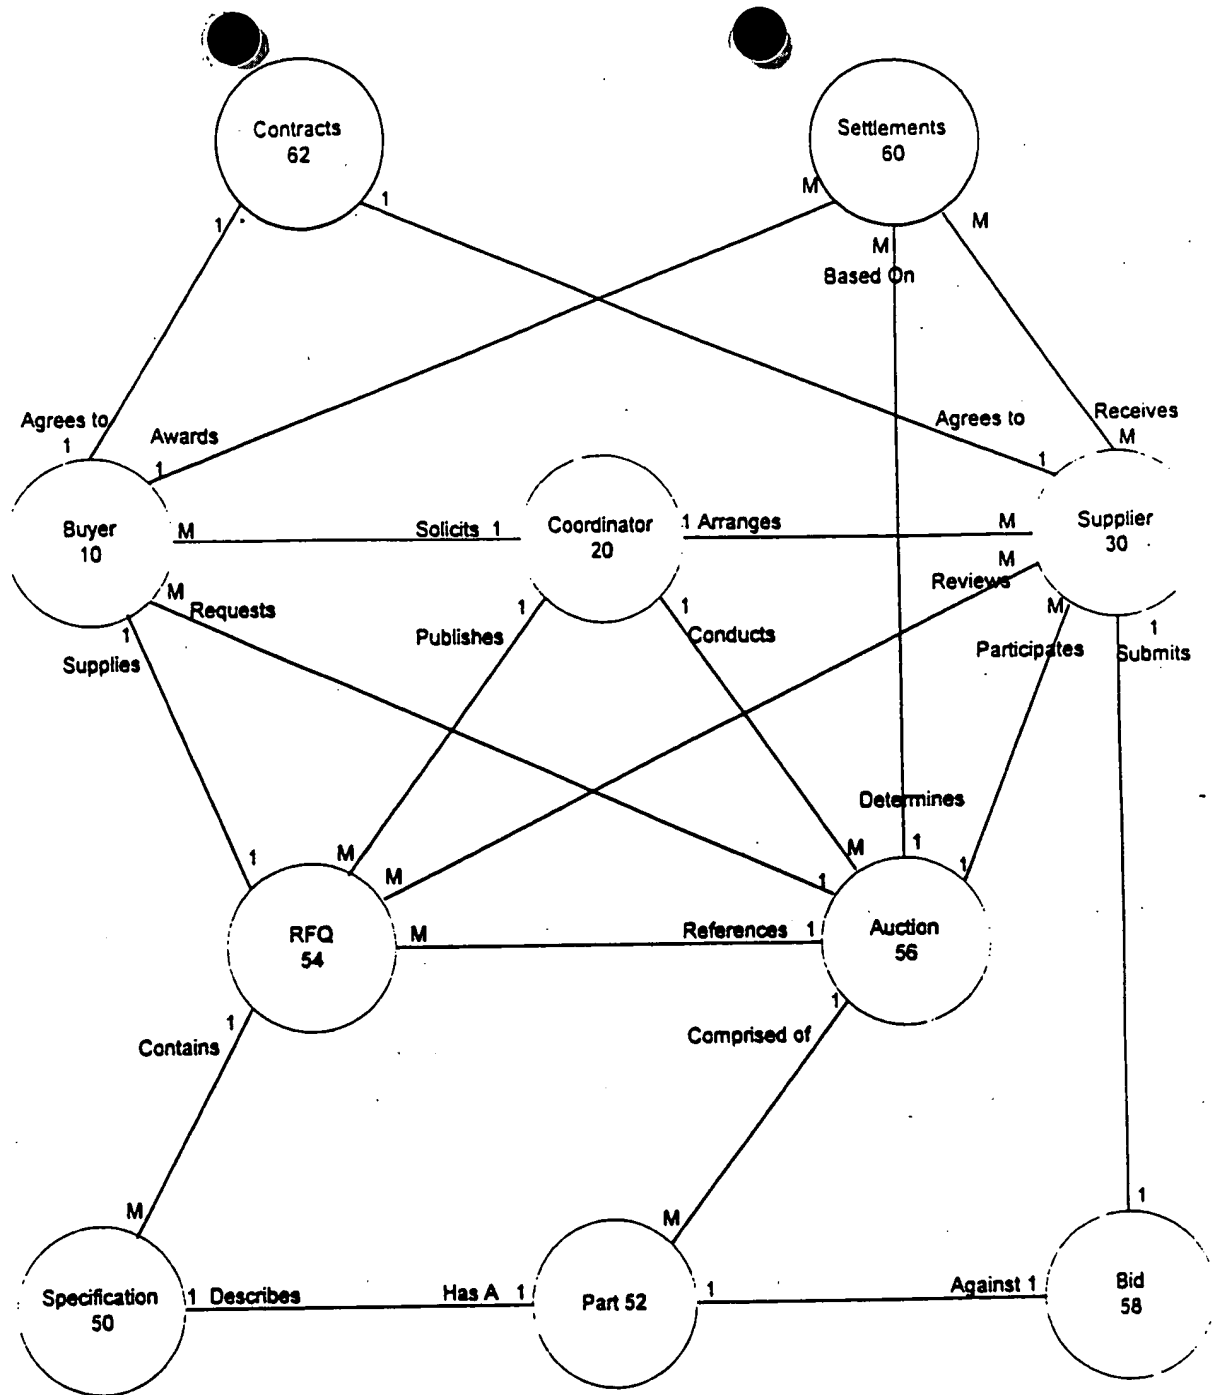 Contracts
62
Settlements
60
1
1
M
M
M
Based On
Agrees to
1
Awards
1
Agrees to
1
Receives
M
Buyer
10
M
Solicits 1
Coordinator
20
1 Arranges
M
Supplier
30
M
Requests
1
Publishes
1
Conducts
M
Reviews
M
Participates
1
Submits
1
Supplies
Determines
1
M
M
1
M
1
1
RFQ
54
M
References 1
Auction
56
1
Contains
1
Comprised of
M
M
1
Specification
50
1 Describes
Has A 1
Part 52
1
Against 1
Bid
58